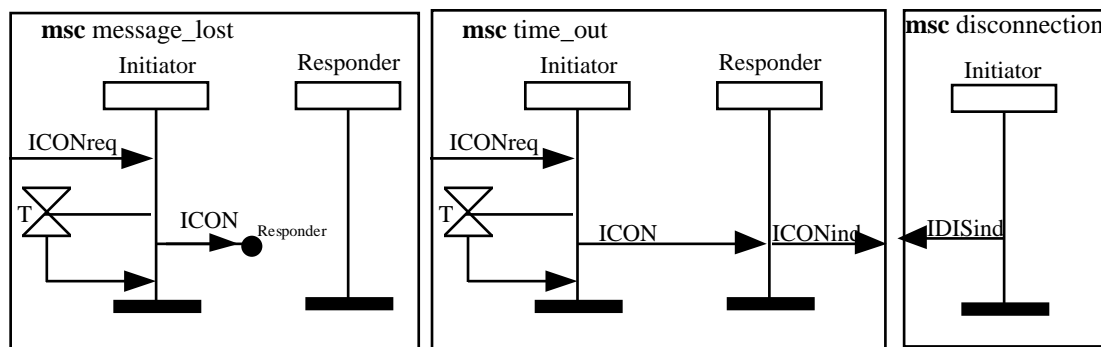 msc message_lost
Initiator
Responder
ICONreq
T
ICON
Responder
msc time_out
Initiator
Responder
ICONreq
T
ICON
ICONind
msc disconnection
Initiator
IDISind